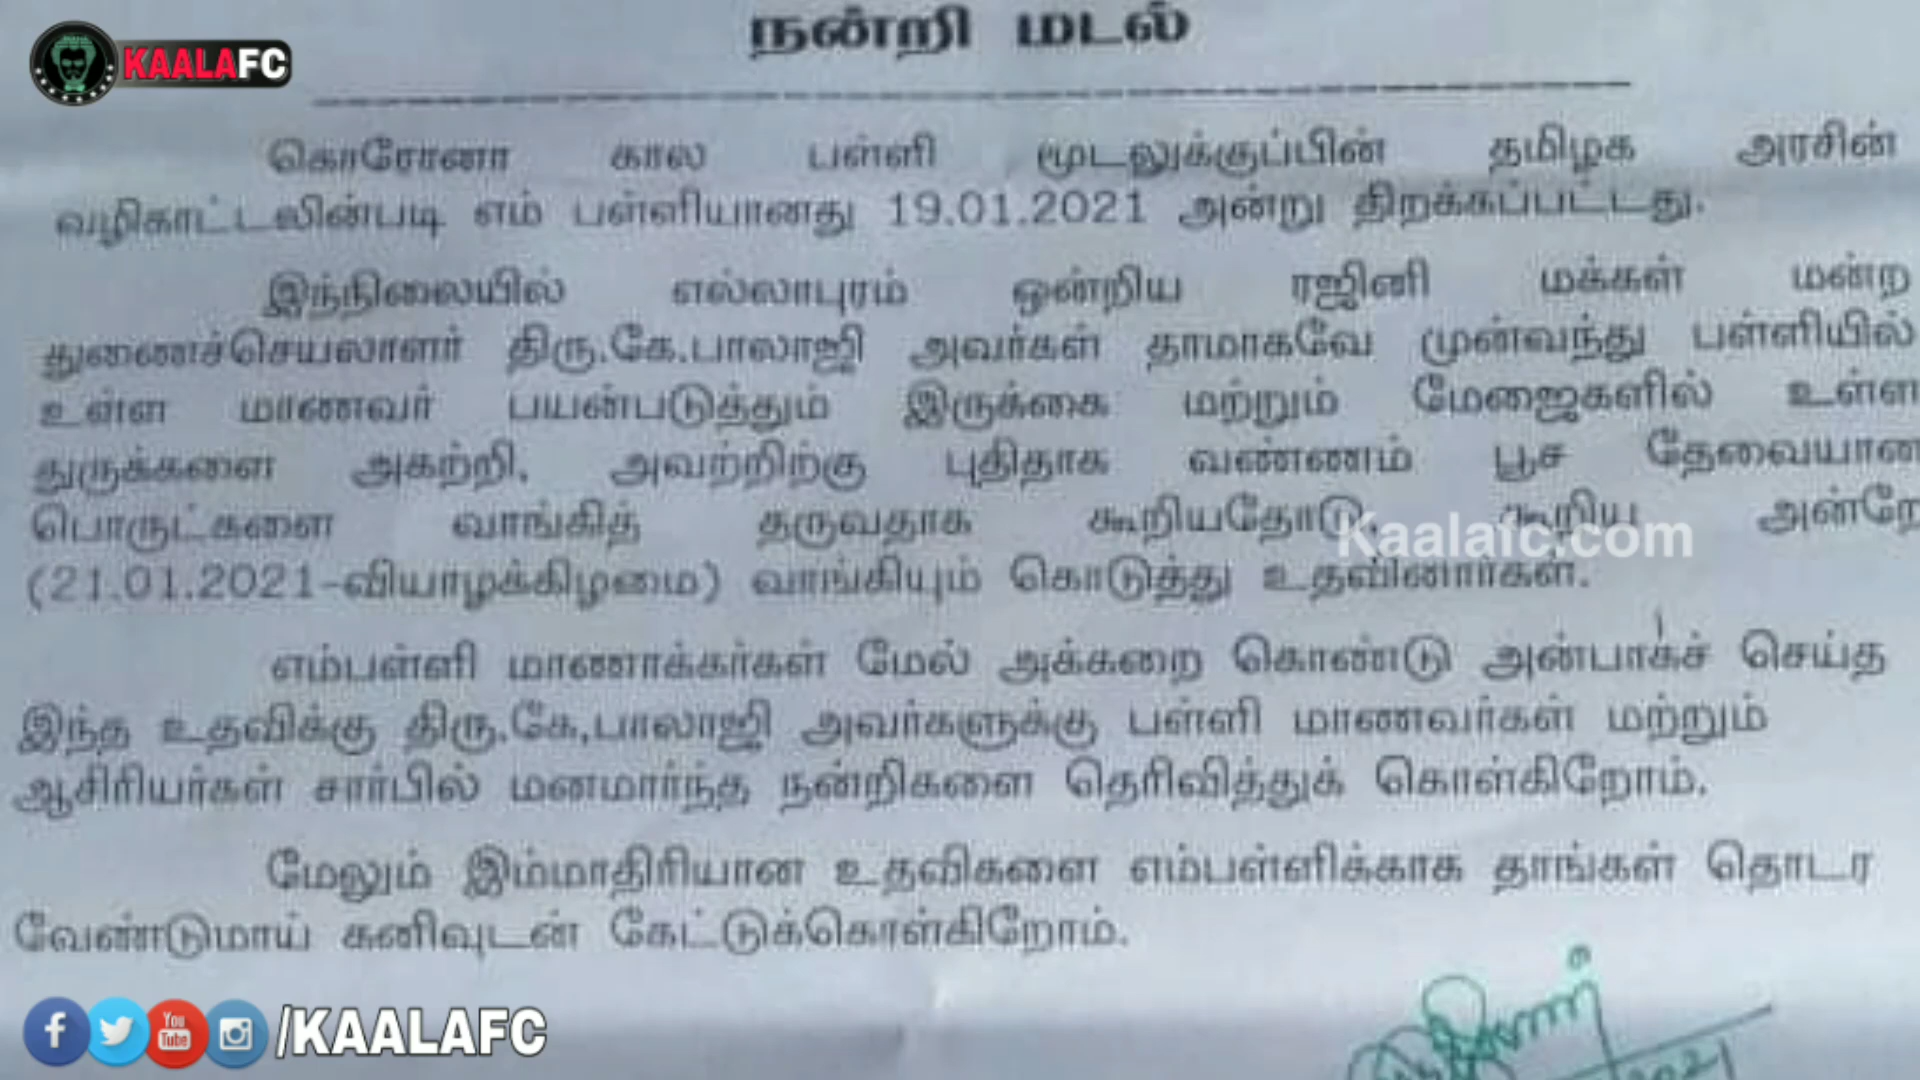 நன்றி மடல்
KAALAFC
கொரோனா கால பள்ளி மூடலுக்குப்பின் தமிழக அரசின்
வழிகாட்டலின்படி எம் பள்ளியானது 19.01.2021 அன்று திறக்கப்பட்டது.
இந்நிலையில் எல்லாபுரம் ஒன்றிய ரஜினி மக்கள் மன்ற
துணைச்செயலாளர் திரு.கே.பாலாஜி அவர்கள் தாமாகவே முன்வந்து பள்ளியில்
உள்ள மாணவர் பயன்படுத்தும் இருக்கை மற்றும் மேஜைகளில் உள்ள
துருக்களை அகற்றி, அவற்றிற்கு புதிதாக வண்ணம் பூச தேவையான
பொருட்களை வாங்கித் தருவதாக கூறியதோடு, கூறிய அன்றே
Kaalafc.com
(21.01.2021-வியாழக்கிழமை) வாங்கியும் கொடுத்து உதவினார்கள்.
எம்பள்ளி மாணாக்கர்கள் மேல் அக்கறை கொண்டு அன்பாகச் செய்த
இந்த உதவிக்கு திரு.கே.பாலாஜி அவர்களுக்கு பள்ளி மாணவர்கள் மற்றும்
ஆசிரியர்கள் சார்பில் மனமார்ந்த நன்றிகளை தெரிவித்துக் கொள்கிறோம்.
மேலும் இம்மாதிரியான உதவிகளை எம்பள்ளிக்காக தாங்கள் தொடர
வேண்டுமாய் கனிவுடன் கேட்டுக்கொள்கிறோம்.
You Tube
/KAALAFC